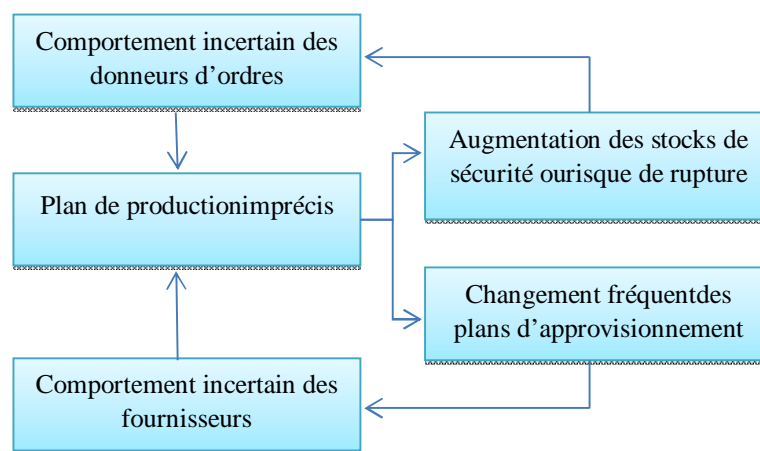 Comportement incertain des
donneurs d'ordres
Augmentation des stocks de
sécurité ourisque de rupture
Plan de productionimprécis
Changement fréquentdes
plans d'approvisionnement
Comportement incertain des
fournisseurs